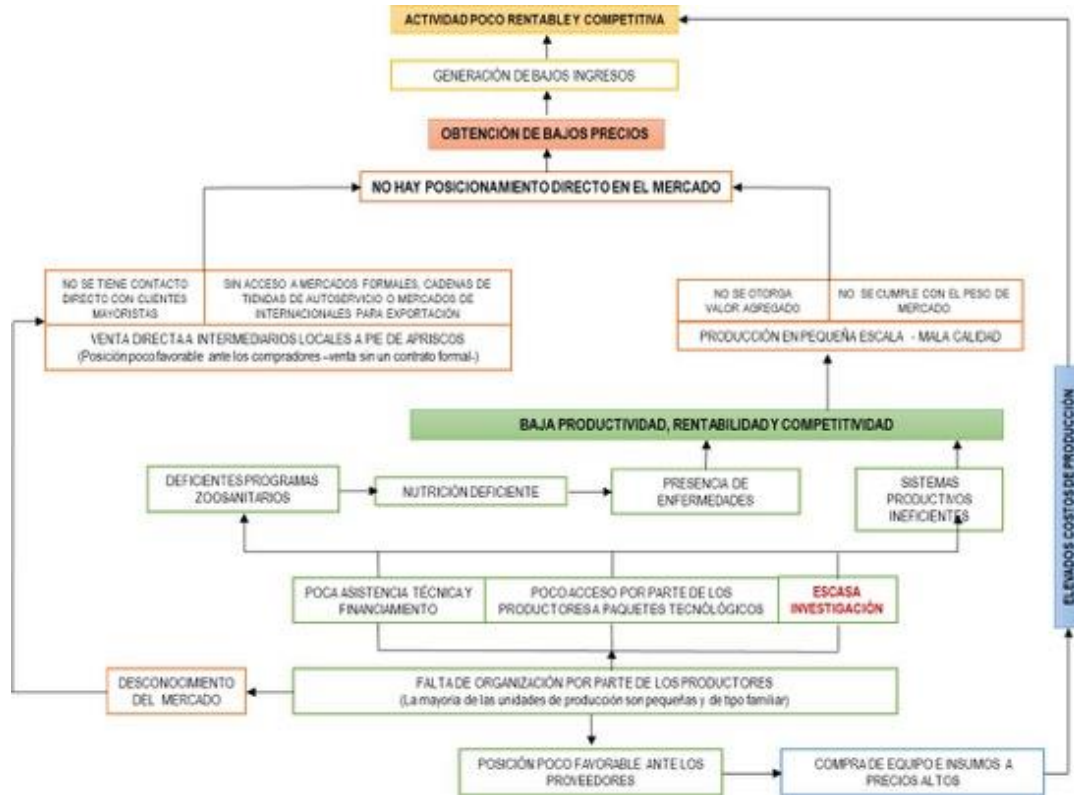 ACTIVIDAD POCO RENTABLE Y COMPETITIVA
GENERACIÓN DE BAJOS INGRESOS
OBTENCIÓN DE BAJOS PRECIOS
NO HAY POSICIONAMIENTO DIRECTO EN EL MERCADO
NO SE TIENE CONTACTO
DIRECTO CON CLIENTES
MAYORISTAS
SIN ACCESO A MERCADOS FORMALES, CADENAS DE
TIENDAS DE AUTOSERVICIO O MERCADOS DE
INTERNACIONALES PARA EXPORTACIÓN
VENTA DIRECTA A INTERMEDIARIOS LOCALES A PIE DE APRISCOS
(Posición poco favorable ante los compradores –venta sin un contrato formal-)
NO SE OTORGA
VALOR AGREGADO
NO SE CUMPLE CON EL PESO DE
MERCADO
PRODUCCIÓN EN PEQUEÑA ESCALA - MALA CALIDAD
BAJA PRODUCTIVIDAD, RENTABILIDAD Y COMPETITIVIDAD
DEFICIENTES PROGRAMAS
ZOOSANITARIOS
NUTRICIÓN DEFICIENTE
PRESENCIA DE
ENFERMEDADES
SISTEMAS
PRODUCTIVOS
INEFICIENTES
ELEVADOS COSTOS DE PRODUCCIÓN
POCA ASISTENCIA TÉCNICA Y
FINANCIAMIENTO
POCO ACCESO POR PARTE DE LOS
PRODUCTORES A PAQUETES TECNOLÓGICOS
ESCASA
INVESTIGACIÓN
DESCONOCIMIENTO
DEL MERCADO
FALTA DE ORGANIZACIÓN POR PARTE DE LOS PRODUCTORES
(La mayoria de las unidades de producción son pequeñas y de tipo familiar)
POSICIÓN POCO FAVORABLE ANTE LOS
PROVEEDORES
COMPRA DE EQUIPO E INSUMOS A
PRECIOS ALTOS